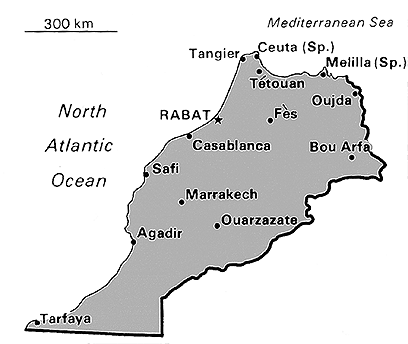 300 km
Mediterranean Sea
Ceuta (Sp.)
Tangier
Melilla (Sp.)
Tétouan
Oujda
North
Atlantic
Ocean
RABAT
Fès
Casablanca
Bou Arfa
Safi
Marrakech
Ouarzazate
Agadir
Tarfaya